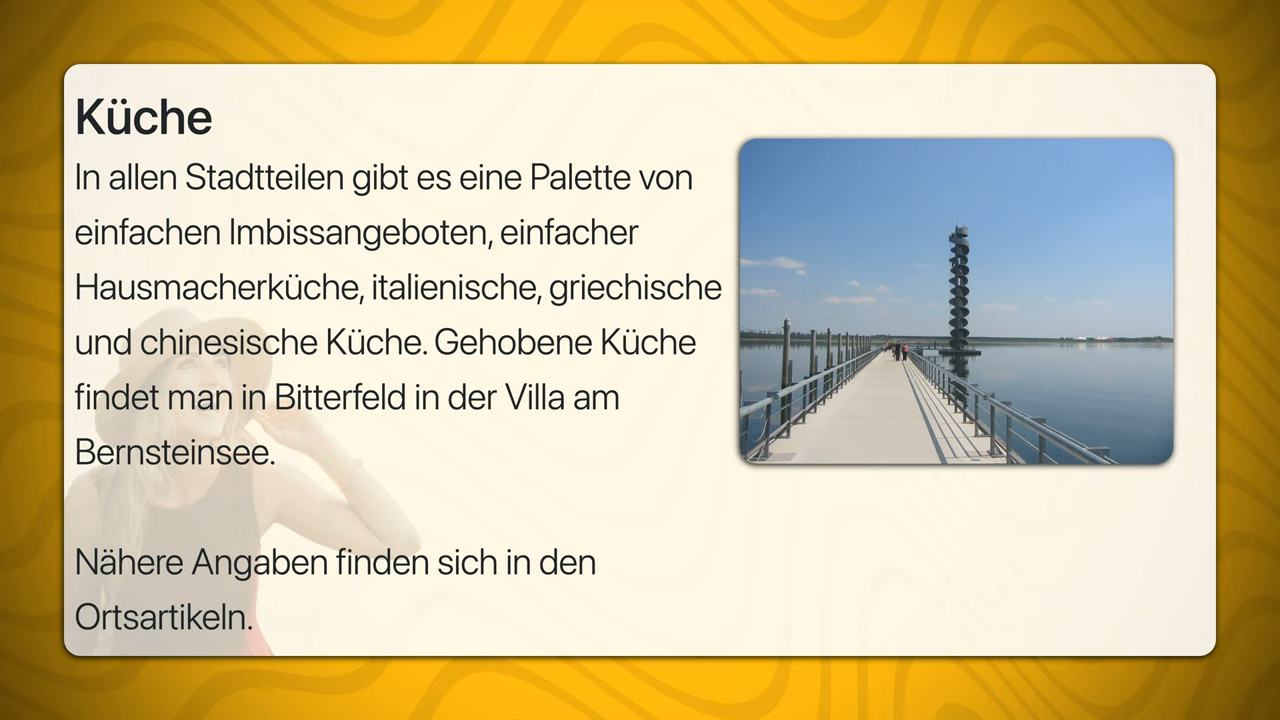 Küche
In allen Stadtteilen gibt es eine Palette von
einfachen Imbissangeboten, einfacher
Hausmacherküche, italienische, griechische
und chinesische Küche. Gehobene Küche
findet man in Bitterfeld in der Villa am
Bernsteinsee.
Nähere Angaben finden sich in den
Ortsartikeln.